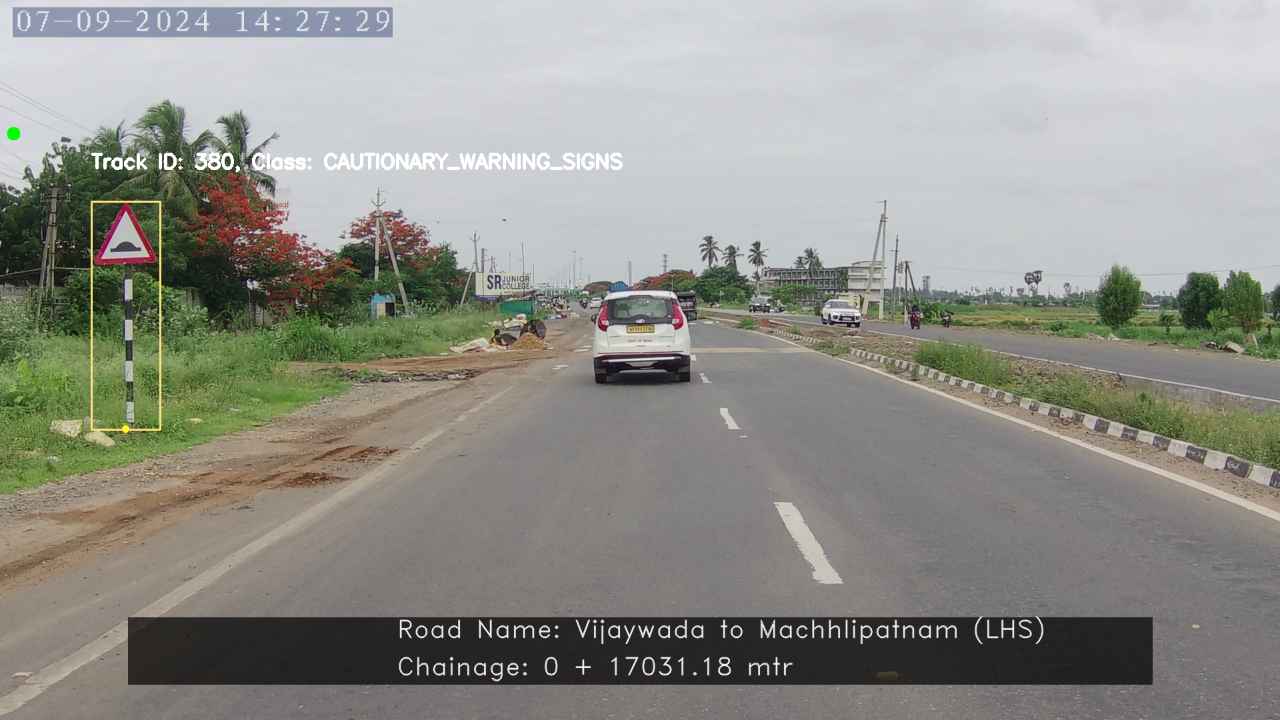 07-09-2024 14:27:29
Track ID: 380, Class: CAUTIONARY_WARNING_SIGNS
SR JUNIOR COLLEGE
Road Name: Vijaywada to Machhlipatnam (LHS)
Chainage: 0 + 17031.18 mtr